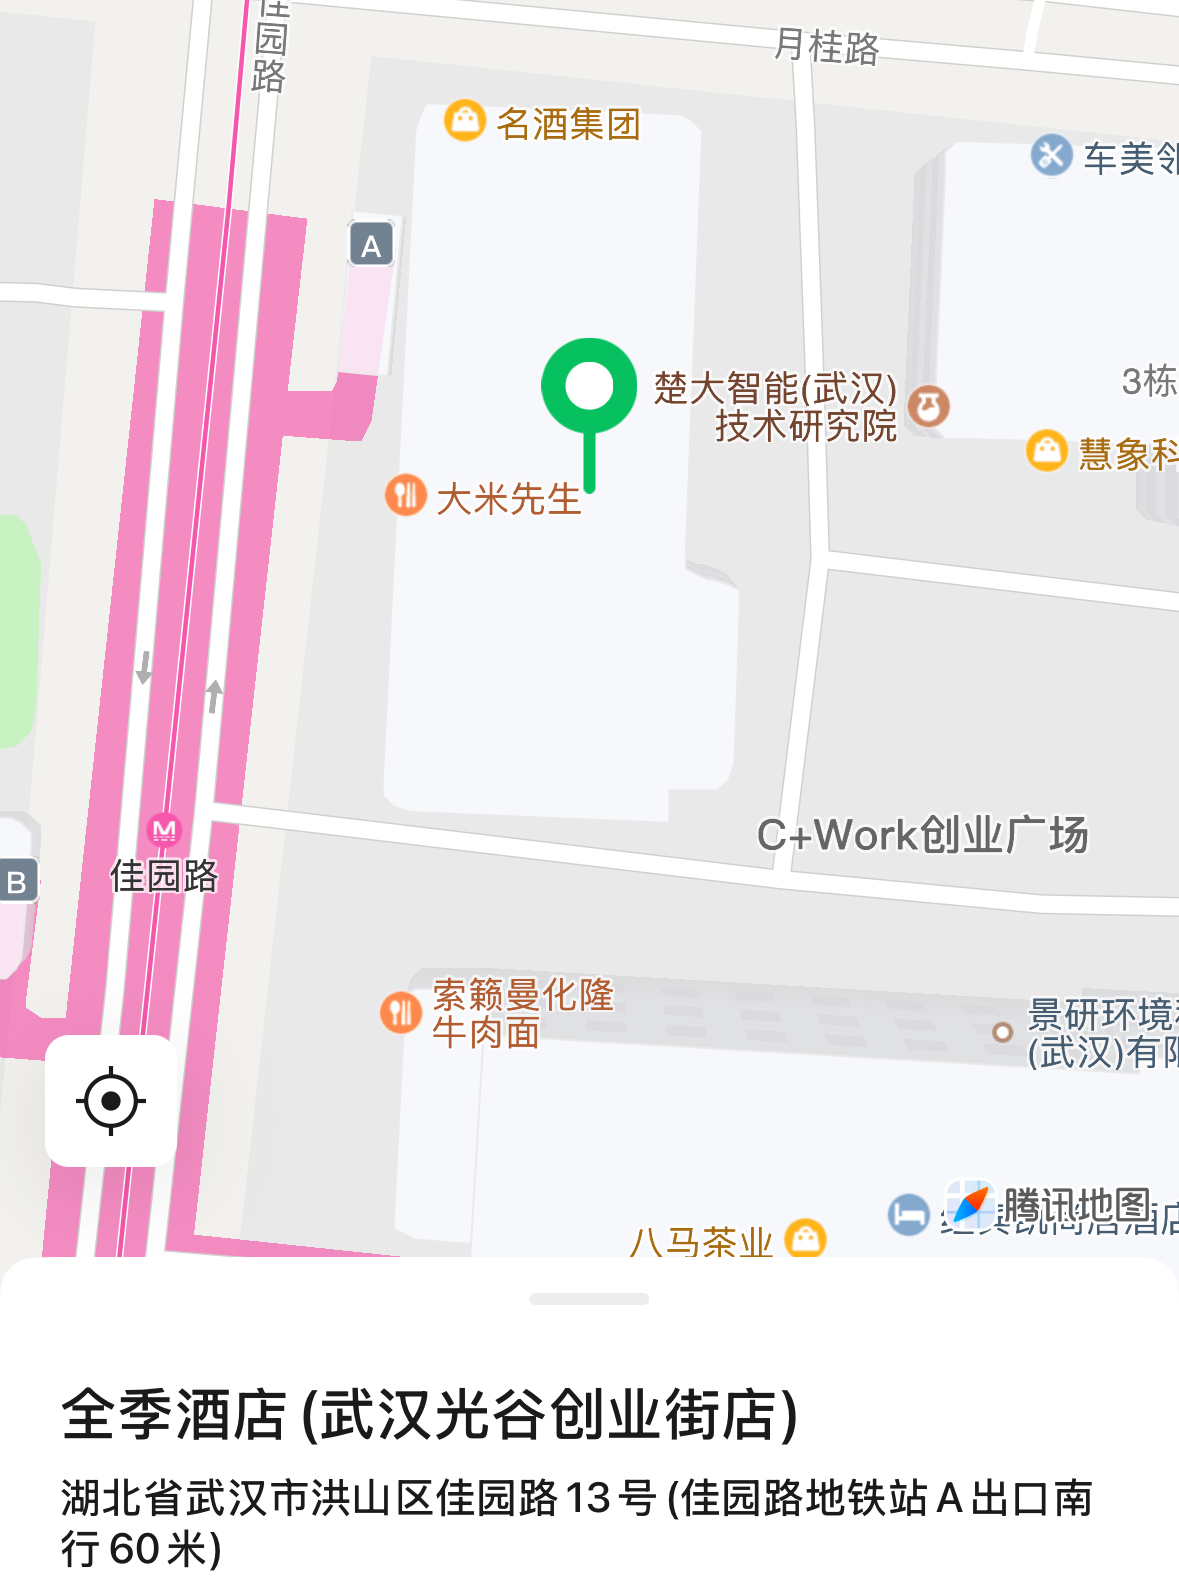 佳园路
月桂路
名酒集团
车美邻
A
楚大智能(武汉)
技术研究院
3栋
慧象科
大米先生
C+Work创业广场
佳园路
B
索籁曼化隆
牛肉面
景研环境科
(武汉)有限
腾讯地图
八马茶业
全季酒店(武汉光谷创业街店)
湖北省武汉市洪山区佳园路13号(佳园路地铁站A出口南
行60米)